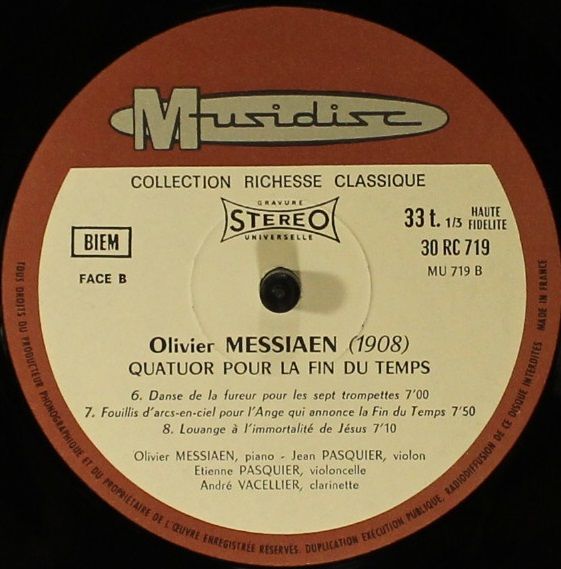 Musidisc
COLLECTION RICHESSE CLASSIQUE
GRAVURE
STEREO
UNIVERSELLE
33 t. 1/3 HAUTE FIDELITE
BIEM
30 RC 719
MU 719 B
FACE B
Olivier MESSIAEN (1908)
QUATUOR POUR LA FIN DU TEMPS
6. Danse de la fureur pour les sept trompettes 7'00
7. Fouillis d'arcs-en-ciel pour l'Ange qui annonce la Fin du Temps 7'50
8. Louange à l'immortalité de Jésus 7'10
Olivier MESSIAEN, piano - Jean PASQUIER, violon
Etienne PASQUIER, violoncelle
André VACELLIER, clarinette
TOUS DROITS DU PRODUCTEUR PHONOGRAPHIQUE ET DU PROPRIÉTAIRE DE L'ŒUVRE ENREGISTRÉE RÉSERVÉS. DUPLICATION EXÉCUTION PUBLIQUE, RADIODIFFUSION DE CE DISQUE INTERDITES MADE IN FRANCE